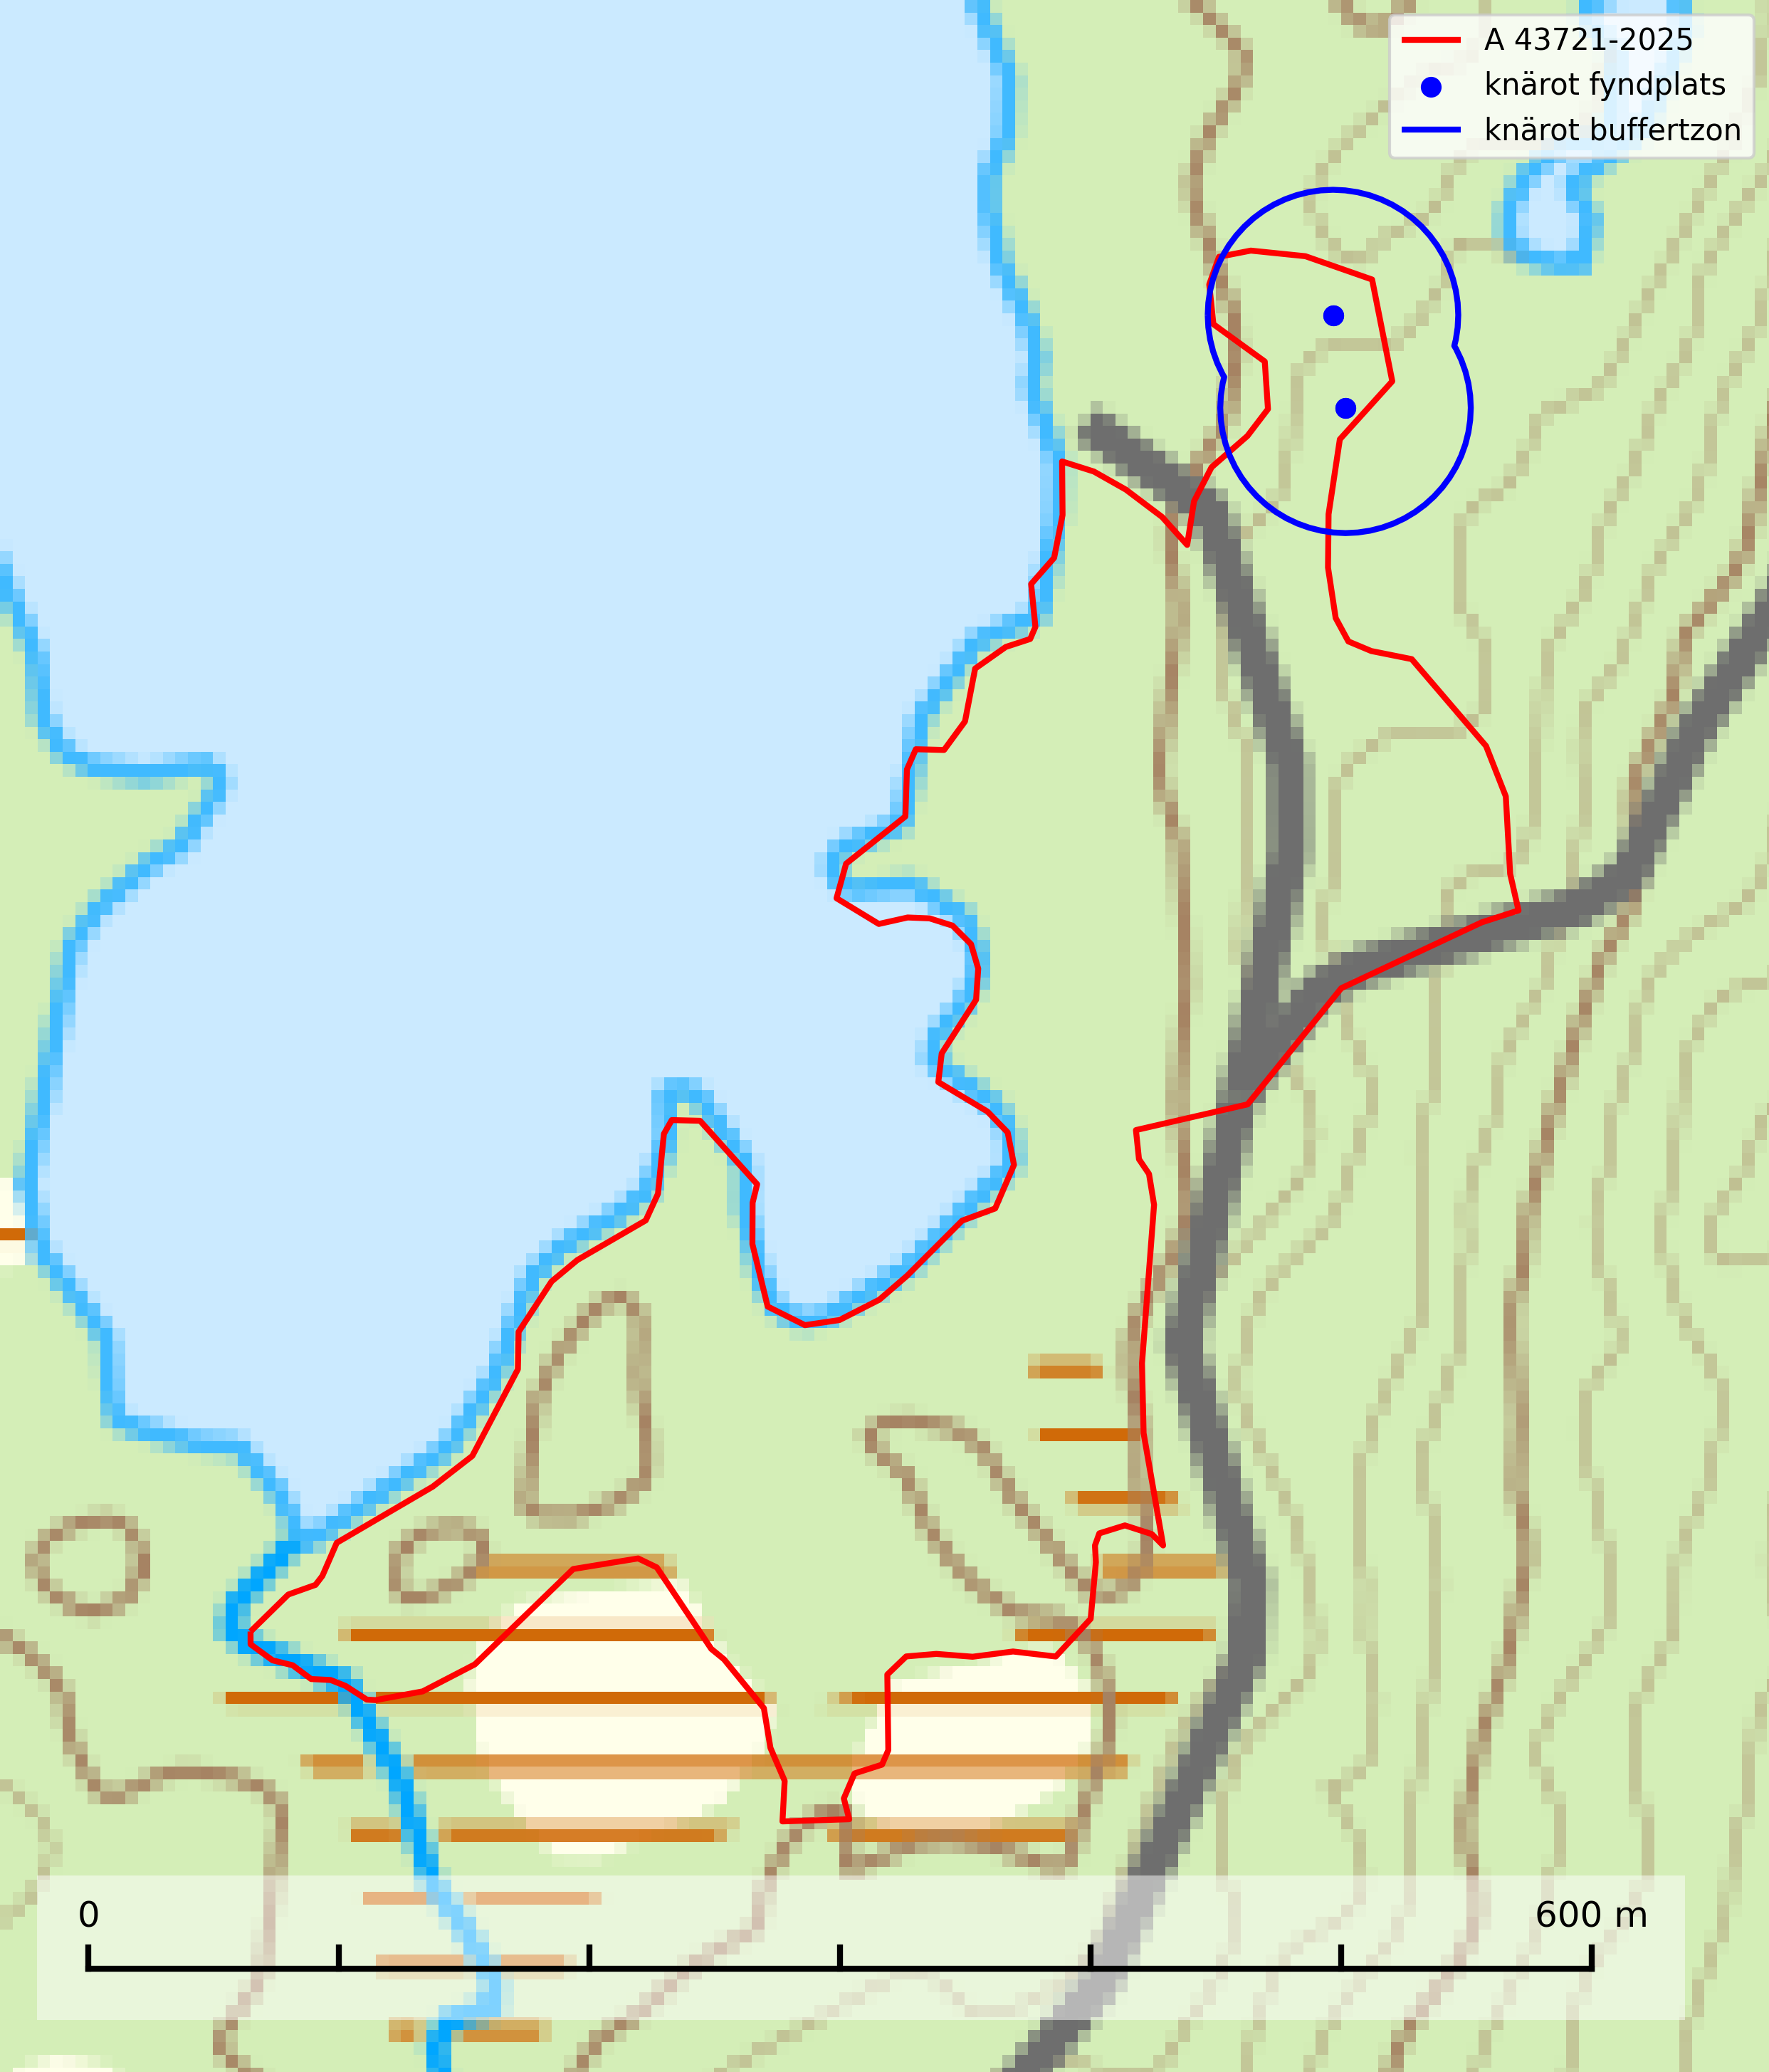 A 43721-2025
knärot fyndplats
knärot buffertzon
0
600 m